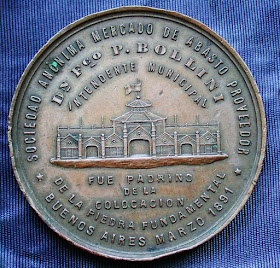 SOCIEDAD ANÓNIMA MERCADO DE ABASTO PROVEEDOR
Dr Fco P. BOLLINI
INTENDENTE MUNICIPAL
FUE PADRINO
DE LA
COLOCACION
DE LA PIEDRA FUNDAMENTAL
BUENOS AIRES MARZO 1891